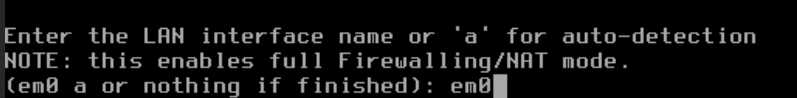 Enter the LAN interface name or 'a' for auto-detection
NOTE: this enables full Firewalling/NAT mode.
(em0 a or nothing if finished): em0